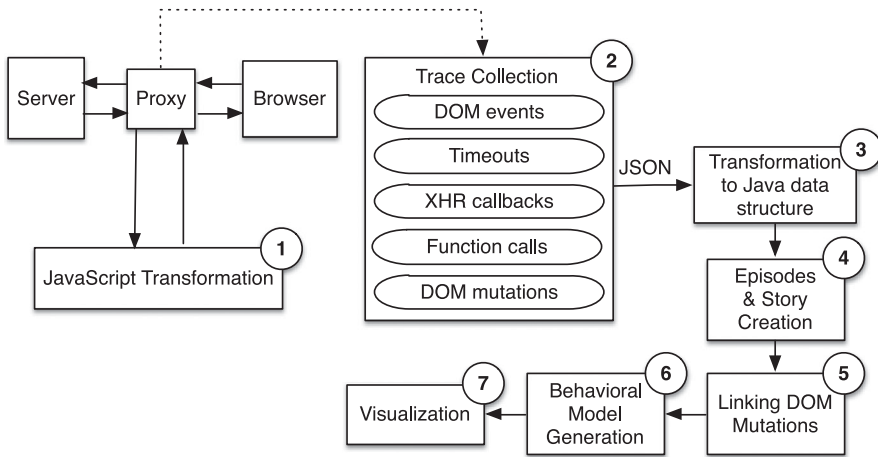 Server
Proxy
Browser
1
JavaScript Transformation
2
Trace Collection
DOM events
Timeouts
XHR callbacks
Function calls
DOM mutations
JSON
3
Transformation
to Java data
structure
4
Episodes
& Story
Creation
5
Linking DOM
Mutations
6
Behavioral
Model
Generation
7
Visualization